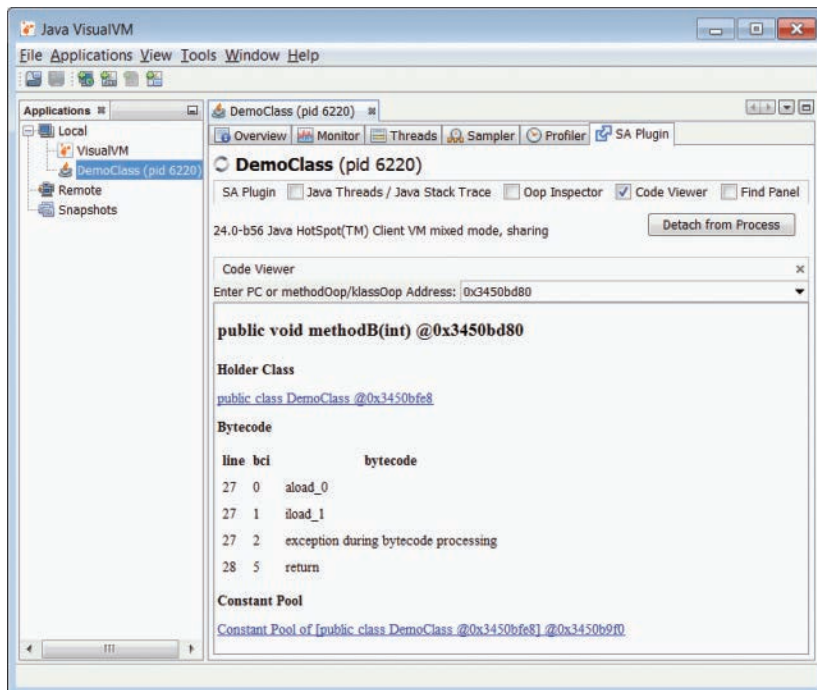 Java VisualVM
File Applications View Tools Window Help
Applications
Local
VisualVM
DemoClass (pid 6220)
Remote
Snapshots
DemoClass (pid 6220)
Overview Monitor Threads Sampler Profiler SA Plugin
DemoClass (pid 6220)
SA Plugin Java Threads / Java Stack Trace Oop Inspector Code Viewer Find Panel
24.0-b56 Java HotSpot(TM) Client VM mixed mode, sharing Detach from Process
Code Viewer
Enter PC or methodOop/klassOop Address: 0x3450bd80
public void methodB(int) @0x3450bd80
Holder Class
public class DemoClass @0x3450bfe8
Bytecode
line bci bytecode
27 0 aload_0
27 1 iload_1
27 2 exception during bytecode processing
28 5 return
Constant Pool
Constant Pool of [public class DemoClass @0x3450bfe8] @0x3450b9f0